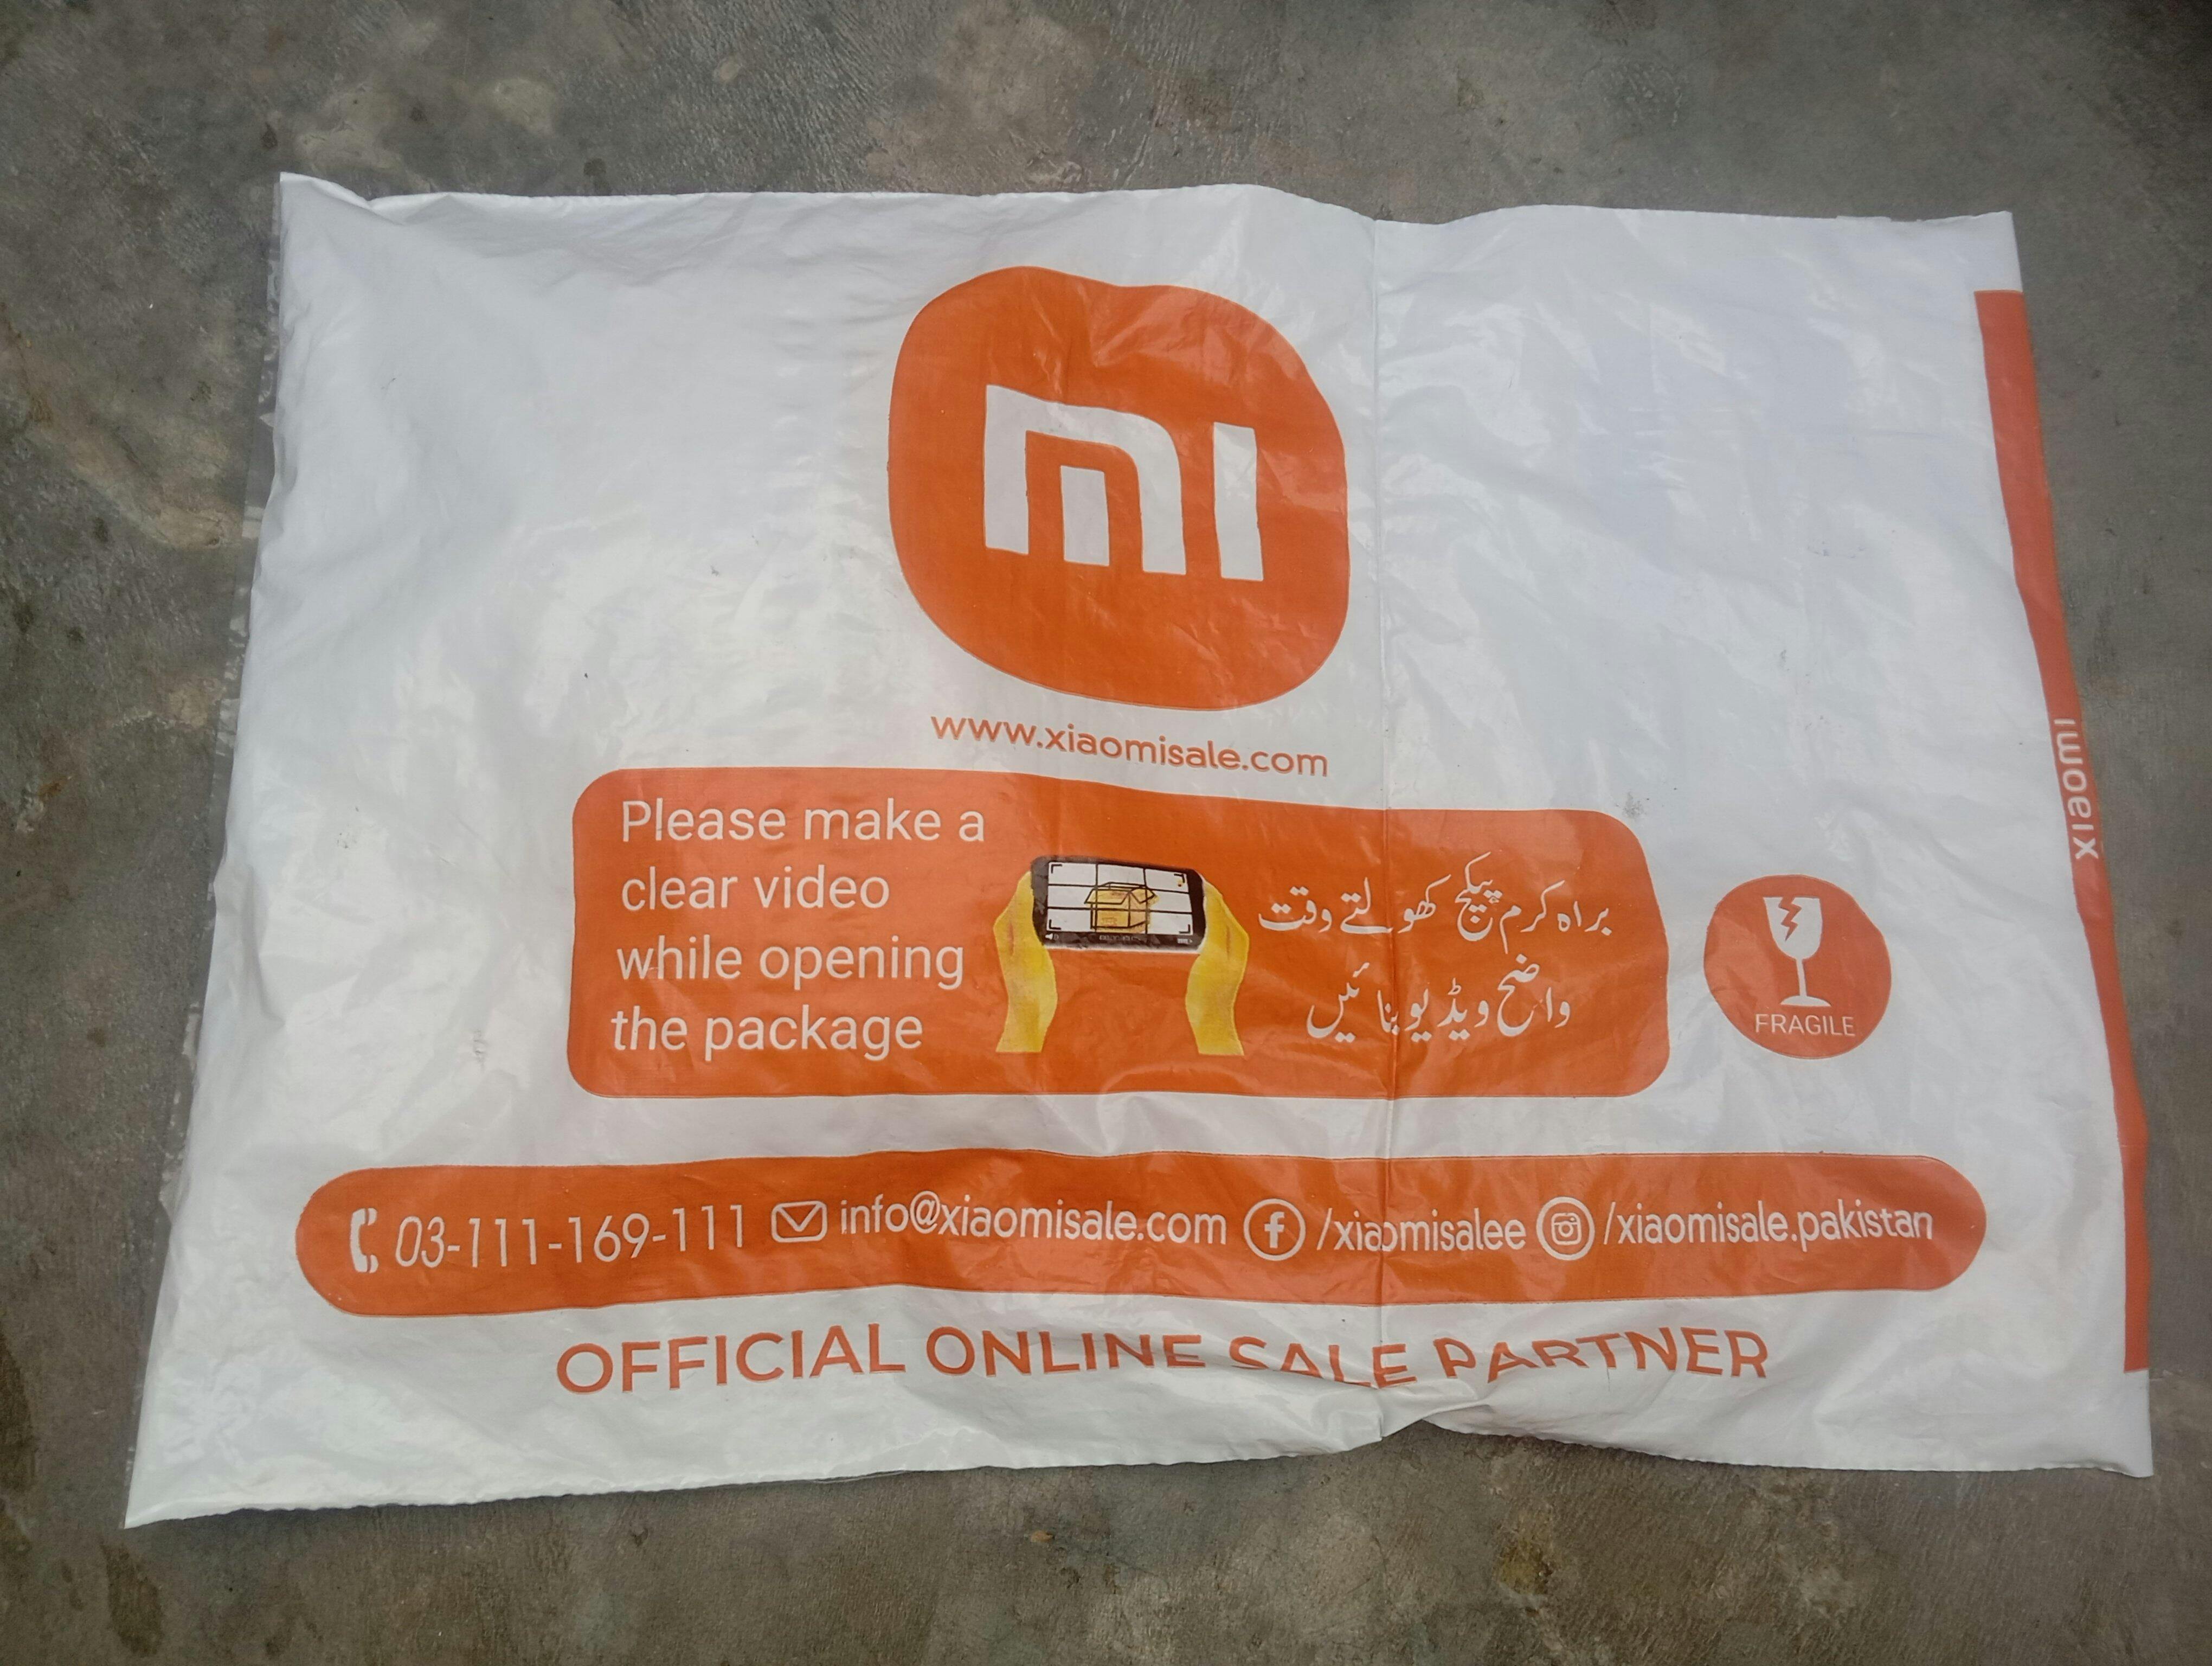 mi
www.xiaomisale.com
Please make a
clear video
while opening
the package
براہ کرم پیکج کھولتے وقت
واضح ویڈیو بنائیں
FRAGILE
xiaomi
03-111-169-111 info@xiaomisale.com /xiaomisalee /xiaomisale.pakistan
OFFICIAL ONLINE SALE PARTNER